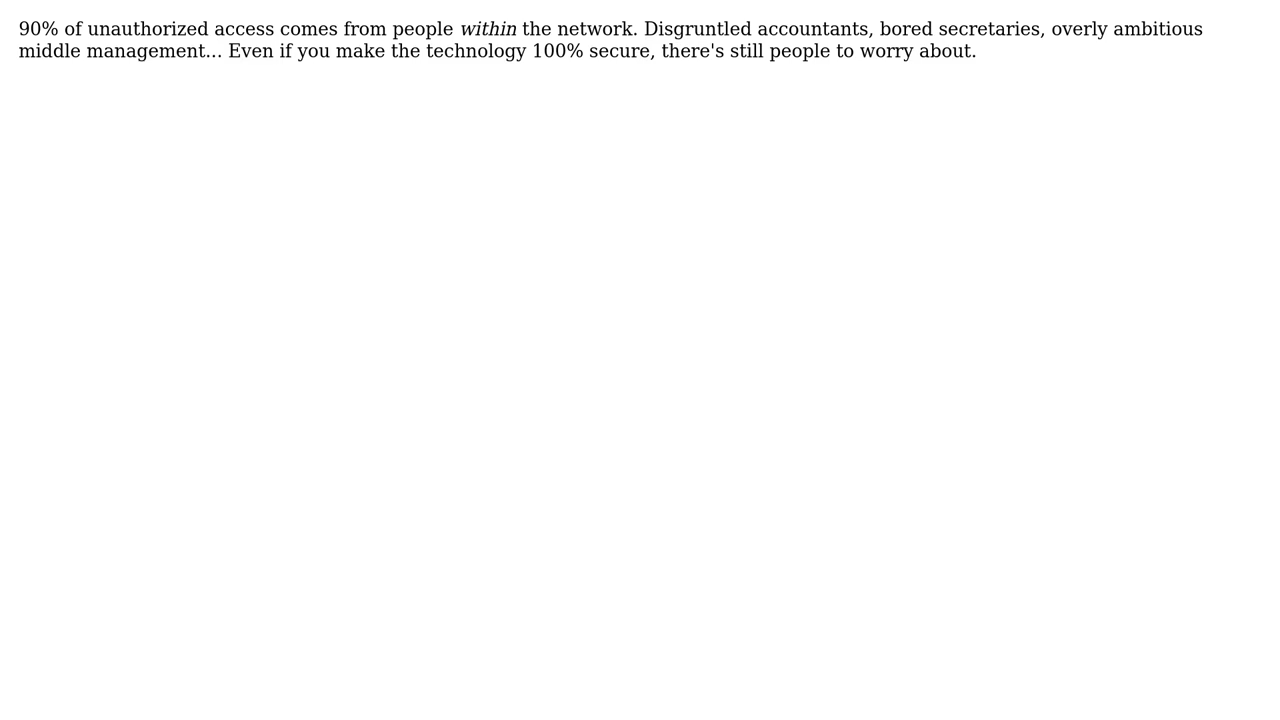 90% of unauthorized access comes from people within the network. Disgruntled accountants, bored secretaries, overly ambitious
middle management... Even if you make the technology 100% secure, there's still people to worry about.